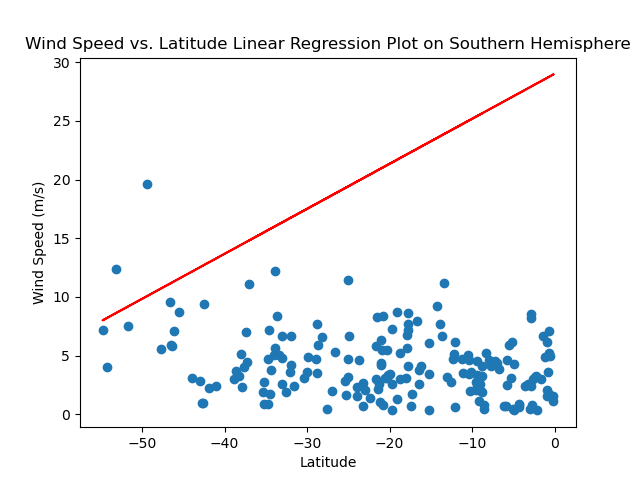 Wind Speed vs. Latitude Linear Regression Plot on Southern Hemisphere
30
25
20
15
10
5
0
Wind Speed (m/s)
−50 −40 −30 −20 −10 0
Latitude